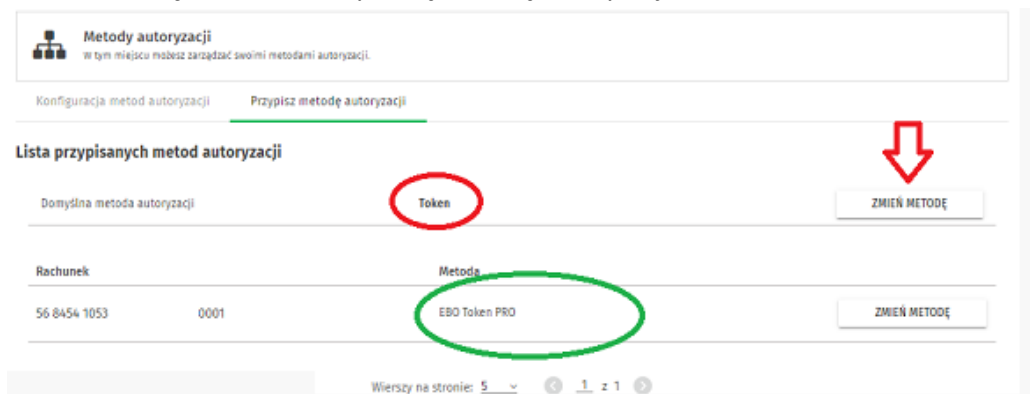 Metody autoryzacji
W tym miejscu możesz zarządzać swoimi metodami autoryzacji.
Konfiguracja metod autoryzacji Przypisz metodę autoryzacji
Lista przypisanych metod autoryzacji
Domyślna metoda autoryzacji Token ZMIEŃ METODĘ
Rachunek Metoda
56 8454 1053 0001 EBO Token PRO ZMIEŃ METODĘ
Wierszy na stronie: 5 1 z 1